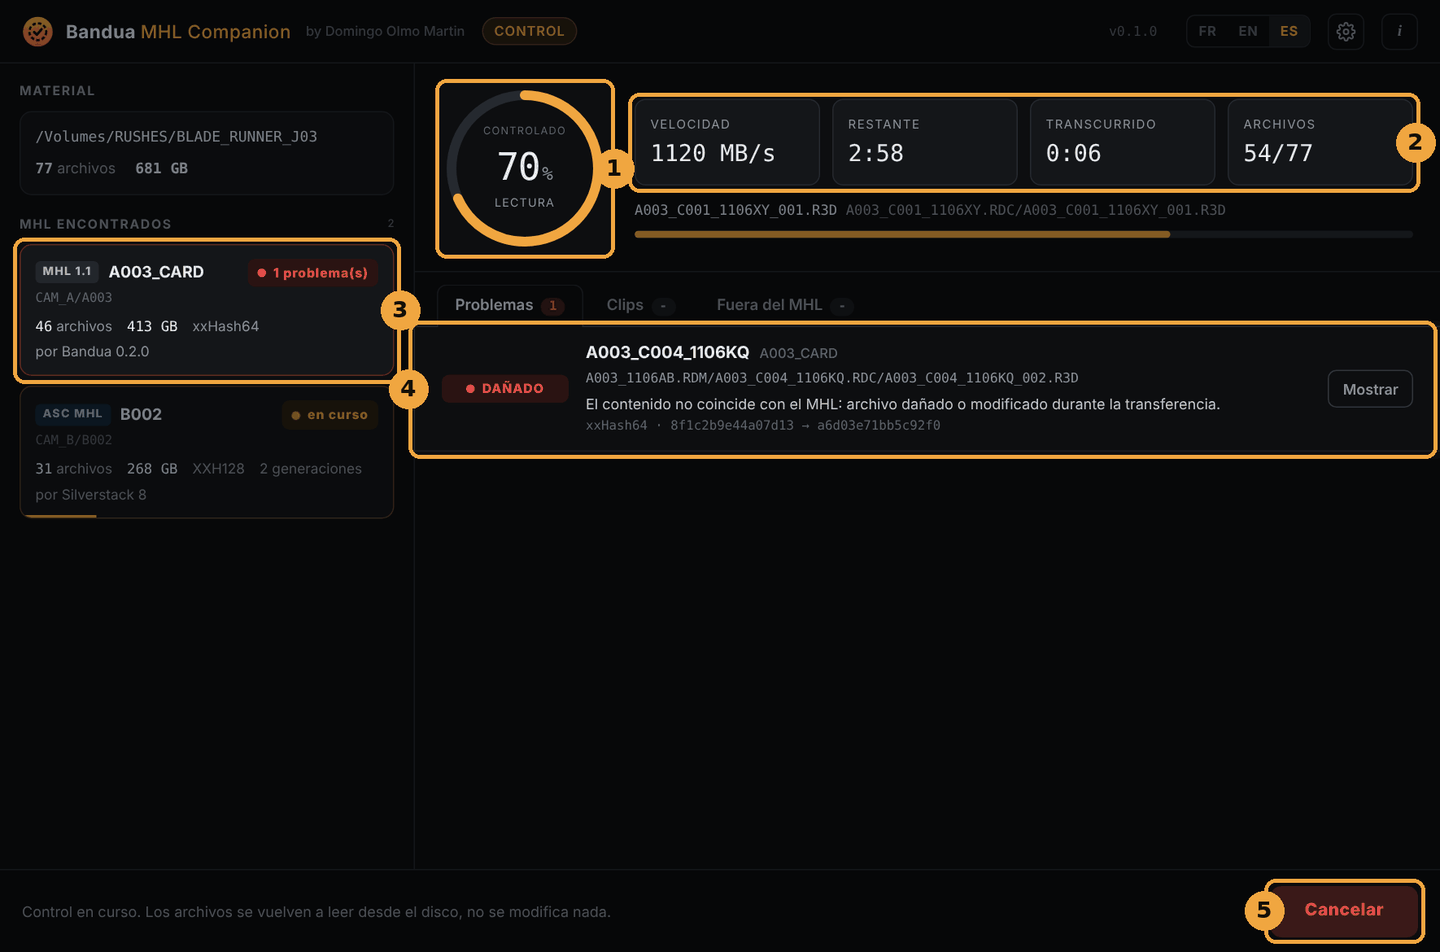 Bandua MHL Companion by Domingo Olmo Martin CONTROL v0.1.0 FR EN ES i
MATERIAL
/Volumes/RUSHES/BLADE_RUNNER_J03
77 archivos 681 GB
MHL ENCONTRADOS 2
MHL 1.1 A003_CARD 1 problema(s)
CAM_A/A003
46 archivos 413 GB xxHash64
por Bandua 0.2.0
3
ASC MHL B002 en curso
CAM_B/B002
31 archivos 268 GB XXH128 2 generaciones
por Silverstack 8
CONTROLADO
70%
LECTURA
1
VELOCIDAD
1120 MB/s
RESTANTE
2:58
TRANSCURRIDO
0:06
ARCHIVOS
54/77
2
A003_C001_1106XY_001.R3D A003_C001_1106XY.RDC/A003_C001_1106XY_001.R3D
Problemas 1 Clips - Fuera del MHL -
4
DAÑADO
A003_C004_1106KQ A003_CARD
A003_1106AB.RDM/A003_C004_1106KQ.RDC/A003_C004_1106KQ_002.R3D
El contenido no coincide con el MHL: archivo dañado o modificado durante la transferencia.
xxHash64 · 8f1c2b9e44a07d13 → a6d03e71bb5c92f0
Mostrar
Control en curso. Los archivos se vuelven a leer desde el disco, no se modifica nada.
5
Cancelar